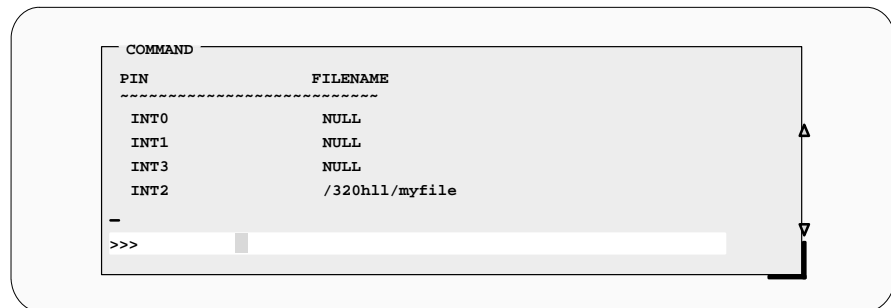 COMMAND
PIN FILENAME
~~~~~~~~~~~~~~~~~~~~~~~~~~~
INT0 NULL
INT1 NULL
INT3 NULL
INT2 /320hll/myfile
>>>